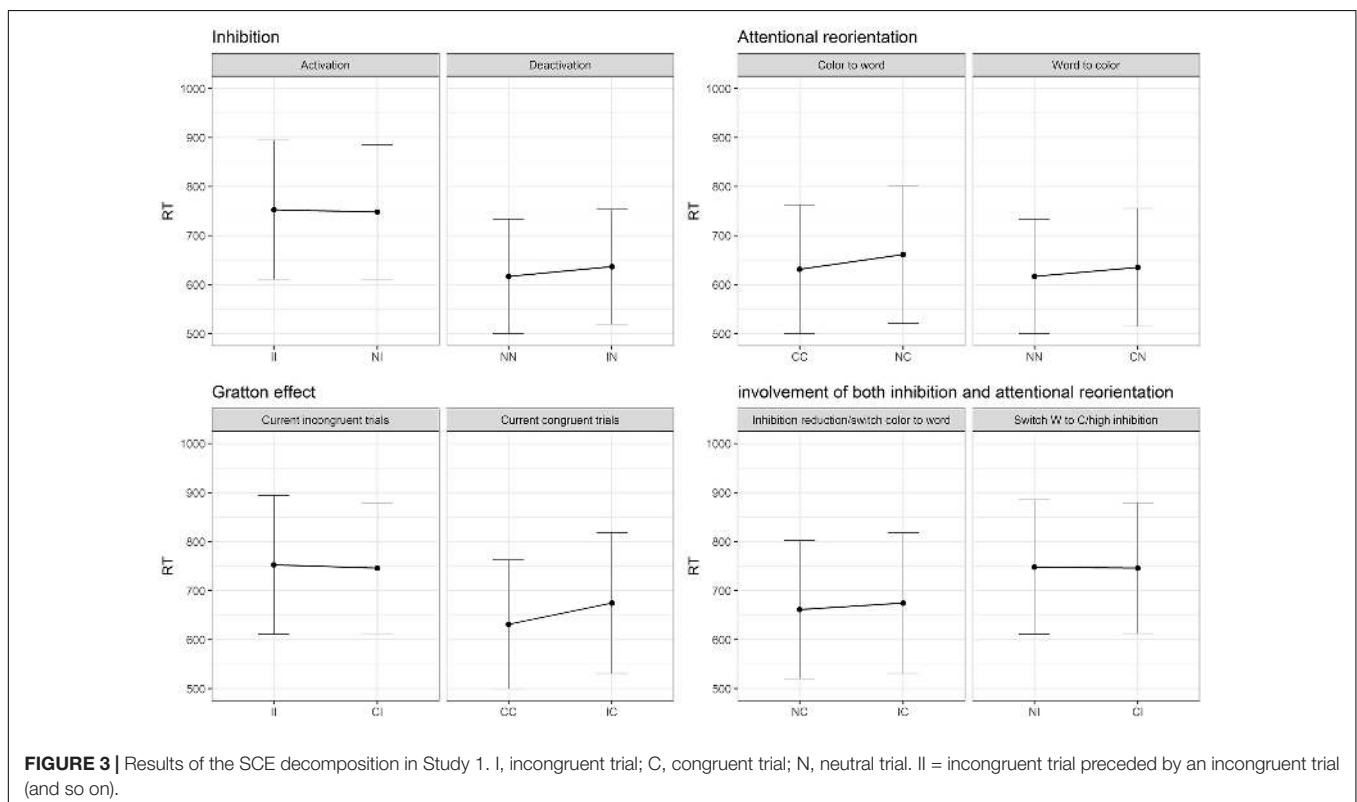 Inhibition
Activation
Deactivation
1000
900
800
700
600
500
RT
II
NI
NN
IN
Attentional reorientation
Color to word
Word to color
1000
900
800
700
600
500
RT
CC
NC
NN
CN
Gratton effect
Current incongruent trials
Current congruent trials
1000
900
800
700
600
500
RT
II
CI
CC
IC
involvement of both inhibition and attentional reorientation
Inhibition reduction/switch color to word
Switch W to C/high inhibition
1000
900
800
700
600
500
RT
NC
IC
NI
CI
FIGURE 3 | Results of the SCE decomposition in Study 1. I, incongruent trial; C, congruent trial; N, neutral trial. II = incongruent trial preceded by an incongruent trial
(and so on).